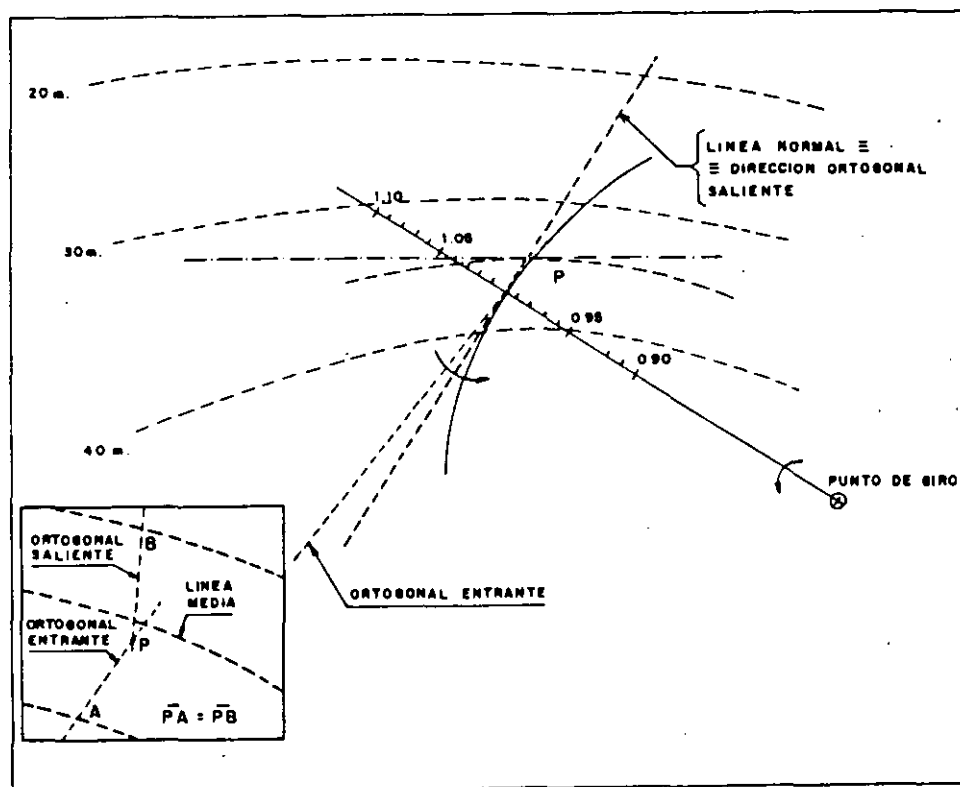 20 m.
LINEA NORMAL ≡
≡ DIRECCION ORTOGONAL
SALIENTE
1.10
1.05
30 m.
P
0.95
0.90
40 m.
PUNTO DE GIRO
ORTOGONAL ENTRANTE
B
ORTOGONAL
SALIENTE
LINEA
MEDIA
ORTOGONAL
ENTRANTE
P
A
PA = PB